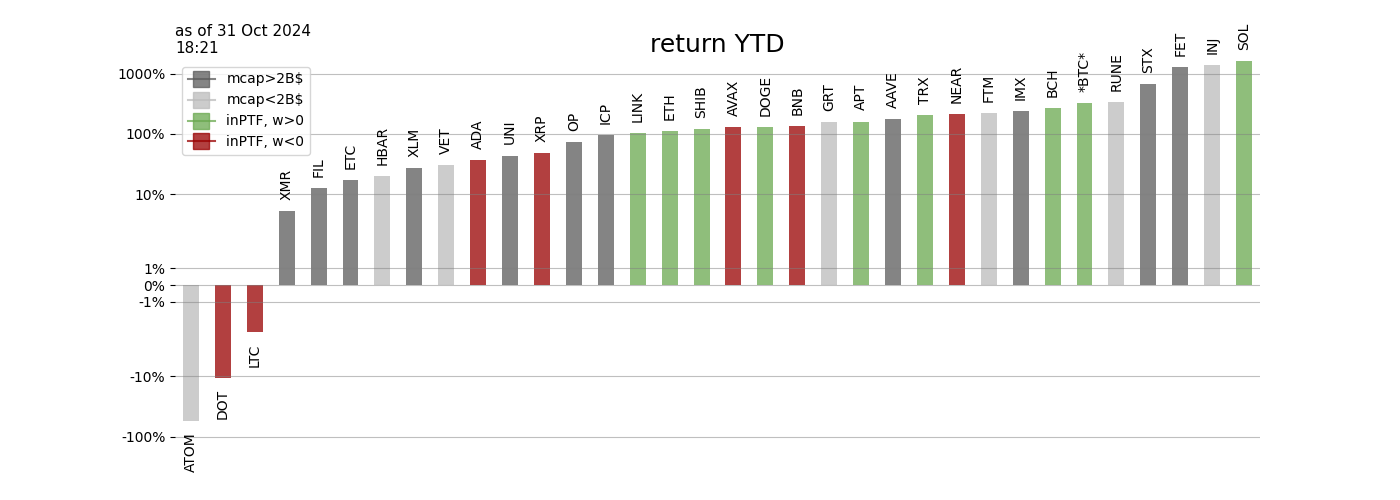 as of 31 Oct 2024
18:21
return YTD
mcap>2B$
mcap<2B$
inPTF, w>0
inPTF, w<0
1000%
100%
10%
1%
0%
-1%
-10%
-100%
ATOM
DOT
LTC
XMR
FIL
ETC
HBAR
XLM
VET
ADA
UNI
XRP
OP
ICP
LINK
ETH
SHIB
AVAX
DOGE
BNB
GRT
APT
AAVE
TRX
NEAR
FTM
IMX
BCH
*BTC*
RUNE
STX
FET
INJ
SOL